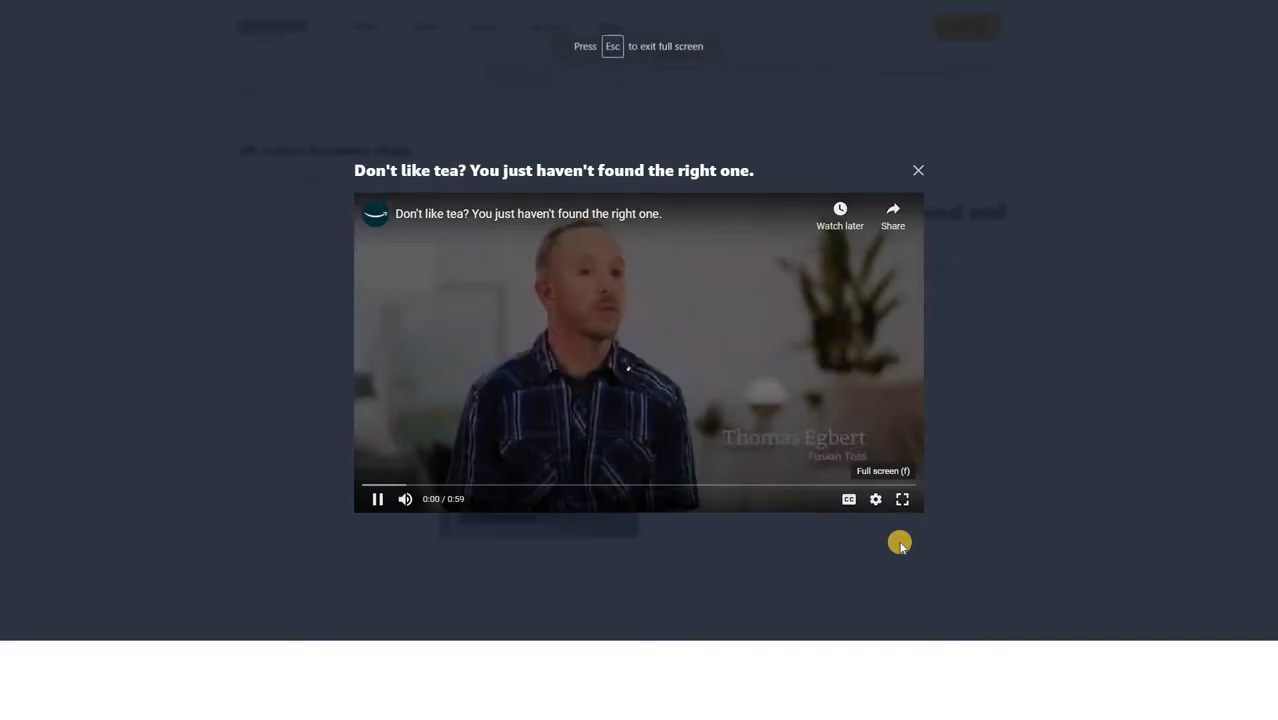 Press Esc to exit full screen
Don't like tea? You just haven't found the right one.
Don't like tea? You just haven't found the right one.
Watch later
Share
Thomas Egbert
Fusion Teas
Full screen (f)
0:00 / 0:59
CC